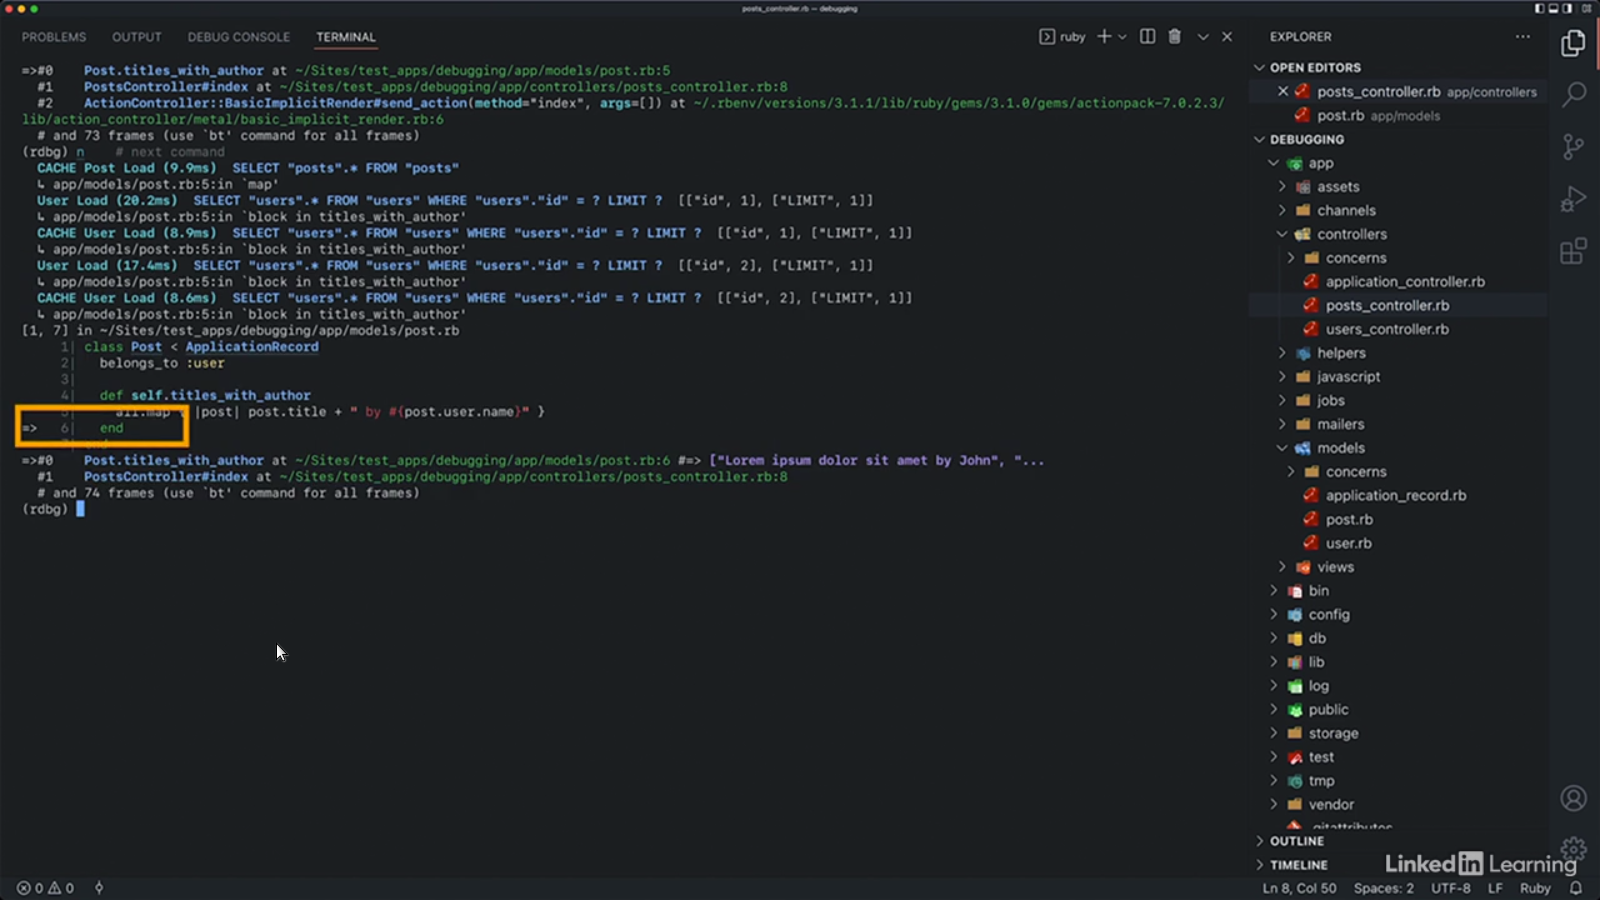 posts_controller.rb — debugging
PROBLEMS OUTPUT DEBUG CONSOLE TERMINAL
ruby
=>#0 Post.titles_with_author at ~/Sites/test_apps/debugging/app/models/post.rb:5
#1 PostsController#index at ~/Sites/test_apps/debugging/app/controllers/posts_controller.rb:8
#2 ActionController::BasicImplicitRender#send_action(method="index", args=[]) at ~/.rbenv/versions/3.1.1/lib/ruby/gems/3.1.0/gems/actionpack-7.0.2.3/
lib/action_controller/metal/basic_implicit_render.rb:6
# and 73 frames (use `bt' command for all frames)
(rdbg) n # next command
CACHE Post Load (9.9ms) SELECT "posts".* FROM "posts"
↳ app/models/post.rb:5:in `map'
User Load (20.2ms) SELECT "users".* FROM "users" WHERE "users"."id" = ? LIMIT ? [["id", 1], ["LIMIT", 1]]
↳ app/models/post.rb:5:in `block in titles_with_author'
CACHE User Load (8.9ms) SELECT "users".* FROM "users" WHERE "users"."id" = ? LIMIT ? [["id", 1], ["LIMIT", 1]]
↳ app/models/post.rb:5:in `block in titles_with_author'
User Load (17.4ms) SELECT "users".* FROM "users" WHERE "users"."id" = ? LIMIT ? [["id", 2], ["LIMIT", 1]]
↳ app/models/post.rb:5:in `block in titles_with_author'
CACHE User Load (8.6ms) SELECT "users".* FROM "users" WHERE "users"."id" = ? LIMIT ? [["id", 2], ["LIMIT", 1]]
↳ app/models/post.rb:5:in `block in titles_with_author'
[1, 7] in ~/Sites/test_apps/debugging/app/models/post.rb
1| class Post < ApplicationRecord
2| belongs_to :user
3|
4| def self.titles_with_author
5| all.map { |post| post.title + " by #{post.user.name}" }
=> 6| end
=>#0 Post.titles_with_author at ~/Sites/test_apps/debugging/app/models/post.rb:6 #=> ["Lorem ipsum dolor sit amet by John", "...
#1 PostsController#index at ~/Sites/test_apps/debugging/app/controllers/posts_controller.rb:8
# and 74 frames (use `bt' command for all frames)
(rdbg)
EXPLORER
OPEN EDITORS
posts_controller.rb app/controllers
post.rb app/models
DEBUGGING
app
assets
channels
controllers
concerns
application_controller.rb
posts_controller.rb
users_controller.rb
helpers
javascript
jobs
mailers
models
concerns
application_record.rb
post.rb
user.rb
views
bin
config
db
lib
log
public
storage
test
tmp
vendor
.gitattributes
OUTLINE
TIMELINE
LinkedIn Learning
0 0
Ln 8, Col 50 Spaces: 2 UTF-8 LF Ruby